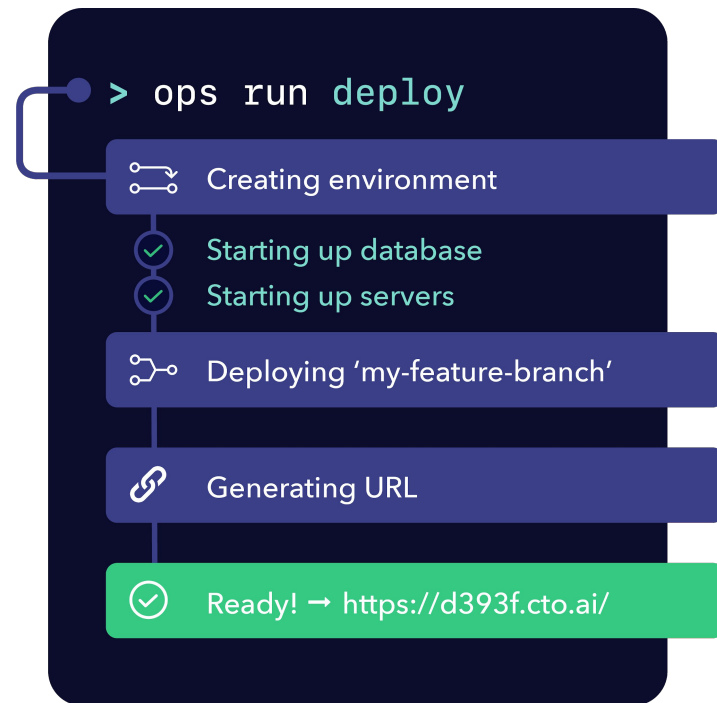 > ops run deploy
Creating environment
Starting up database
Starting up servers
Deploying ‘my-feature-branch’
Generating URL
Ready! → https://d393f.cto.ai/